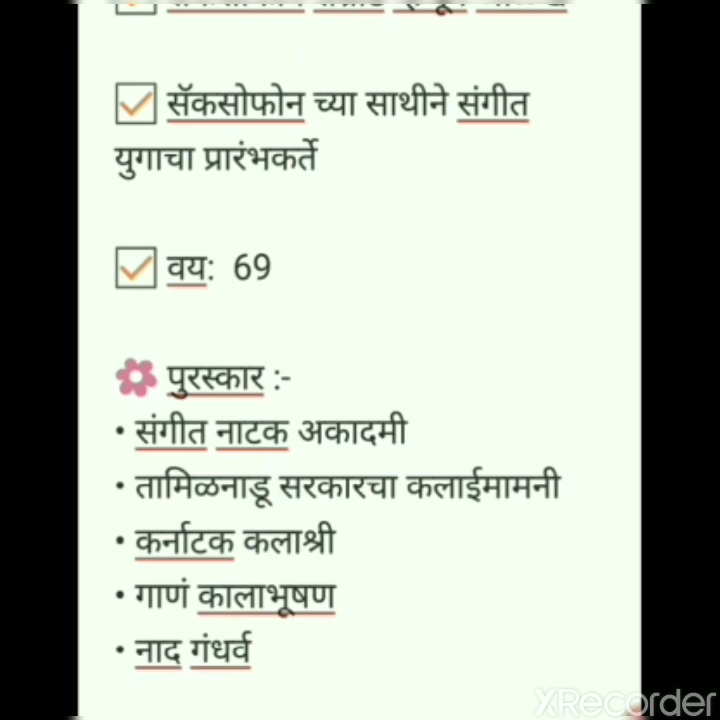 सॅक्सोफोन च्या साथीने संगीत
युगाचा प्रारंभकर्ते
वय: 69
पुरस्कार :-
• संगीत नाटक अकादमी
• तामिळनाडू सरकारचा कलाईमामनी
• कर्नाटक कलाश्री
• गाणं कालाभूषण
• नाद गंधर्व
XRecorder